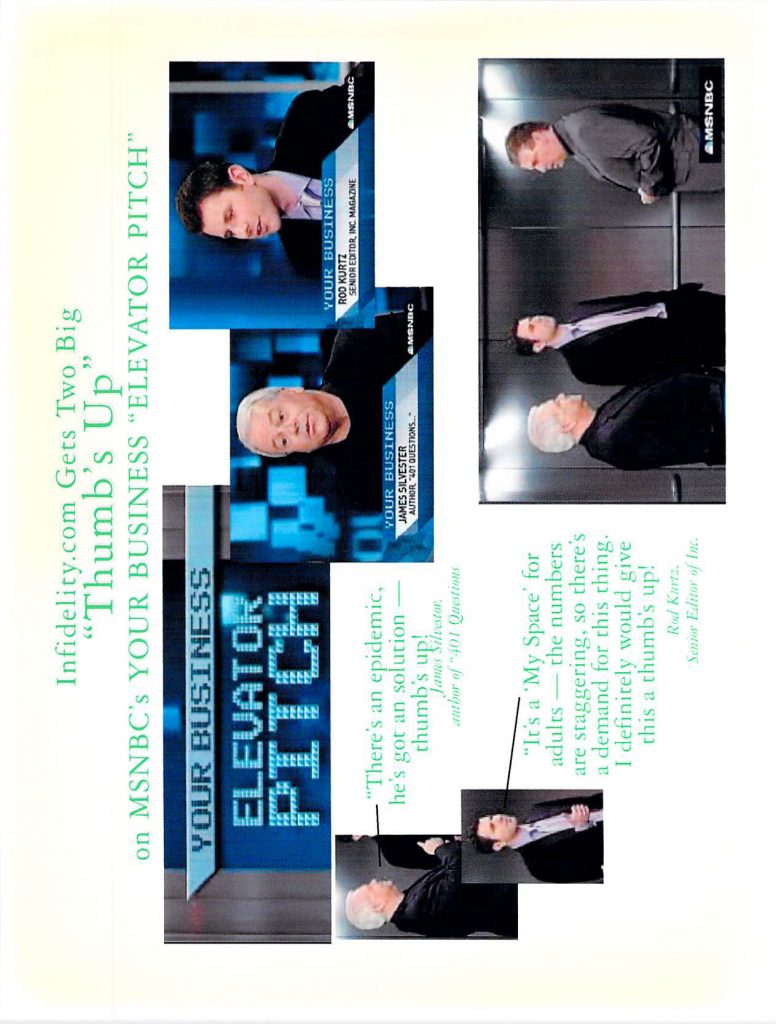 Infidelity.com Gets Two Big
"Thumb's Up"
on MSNBC's YOUR BUSINESS "ELEVATOR PITCH"
YOUR BUSINESS
ELEVATOR
PITCH
YOUR BUSINESS
JAMES SILVESTER
AUTHOR, "401 QUESTIONS..."
MSNBC
YOUR BUSINESS
ROD KURTZ
SENIOR EDITOR, INC. MAGAZINE
MSNBC
"There's an epidemic,
he's got an solution —
thumb's up!
James Silvestor,
author of "401 Questions
"It's a 'My Space' for
adults — the numbers
are staggering, so there's
a demand for this thing.
I definitely would give
this a thumb's up!
Rod Kurtz,
Senior Editor of Inc.
MSNBC